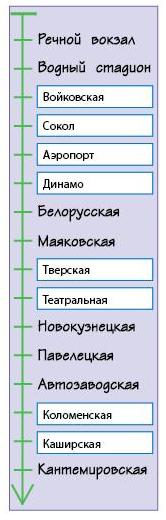 Речной вокзал
Водный стадион
Войковская
Сокол
Аэропорт
Динамо
Белорусская
Маяковская
Тверская
Театральная
Новокузнецкая
Павелецкая
Автозаводская
Коломенская
Каширская
Кантемировская